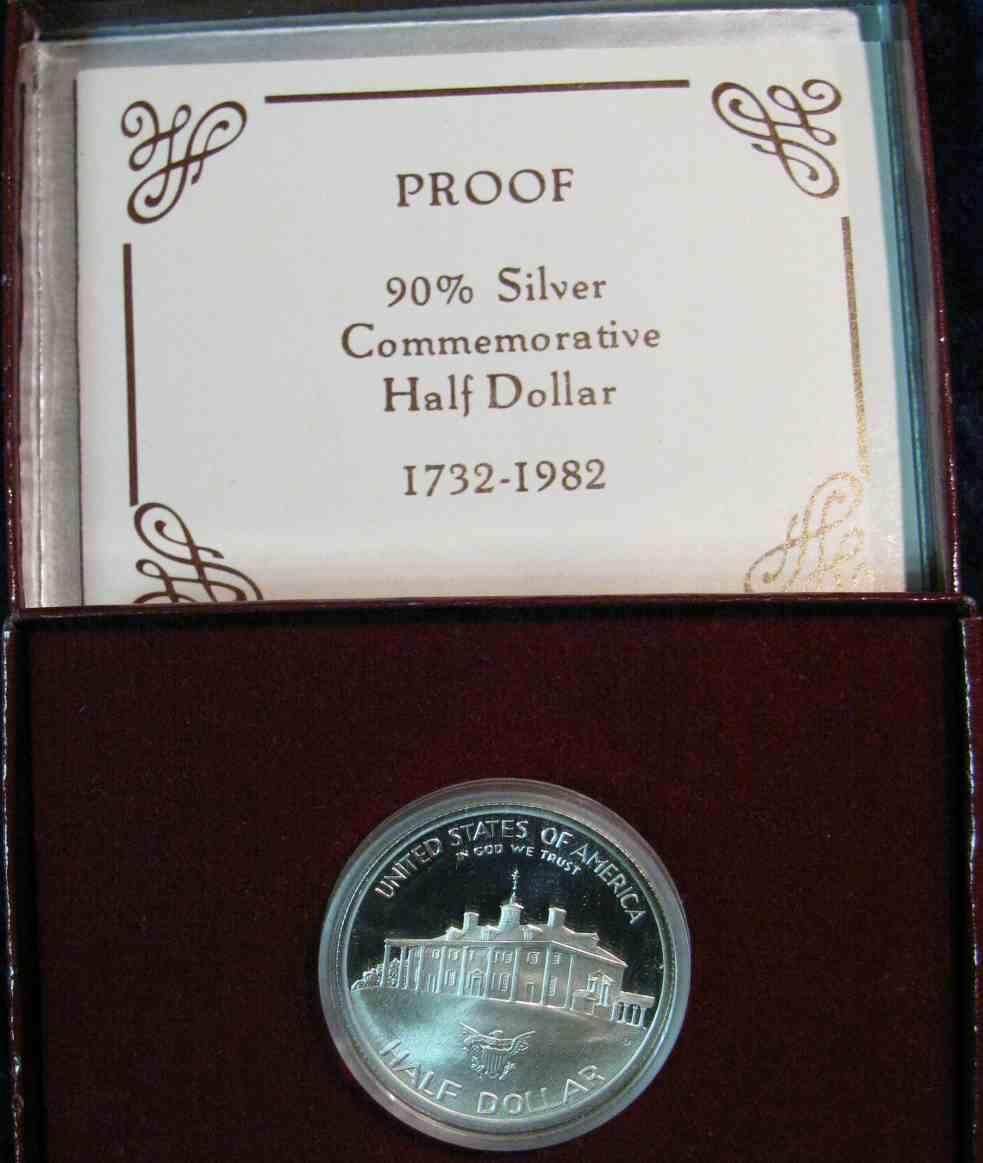 PROOF
90% Silver
Commemorative
Half Dollar
1732-1982
UNITED STATES OF AMERICA
IN GOD WE TRUST
HALF DOLLAR